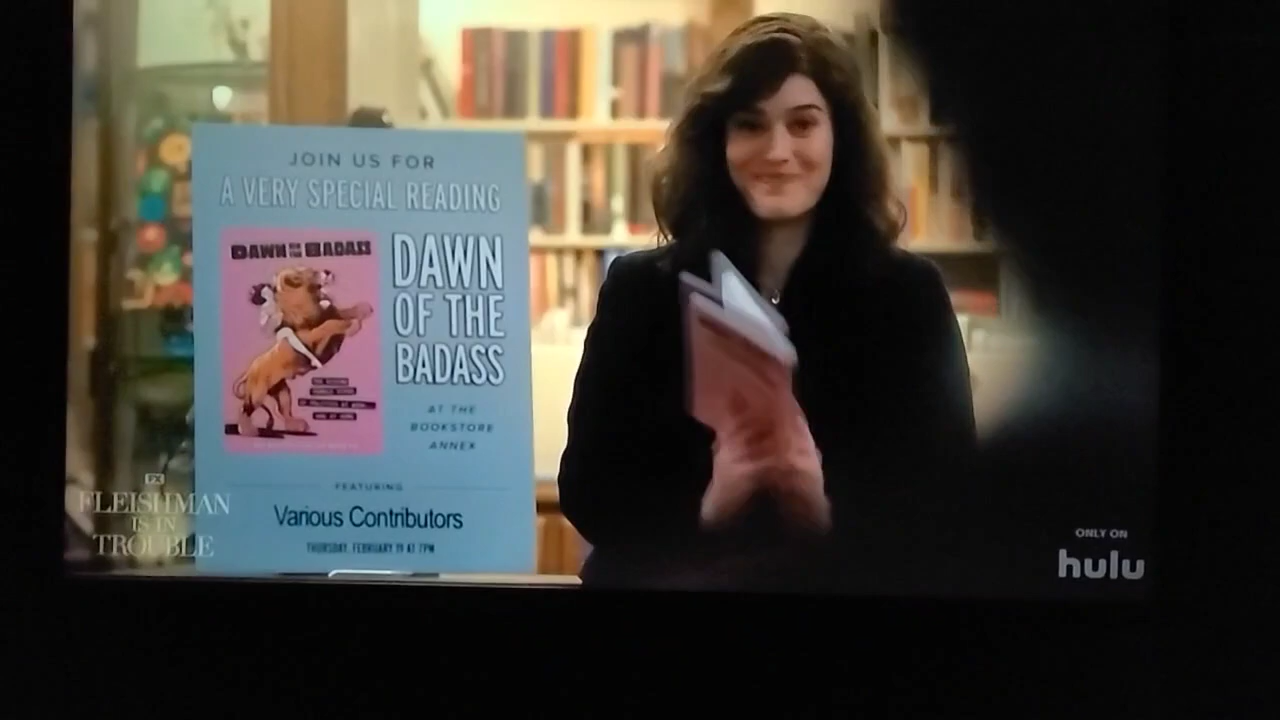 JOIN US FOR
A VERY SPECIAL READING
DAWN OF THE BADASS
DAWN
OF THE
BADASS
AT THE
BOOKSTORE
ANNEX
FEATURING
Various Contributors
THURSDAY, FEBRUARY 19 AT 7PM
FX
FLEISHMAN
IS IN
TROUBLE
ONLY ON
hulu